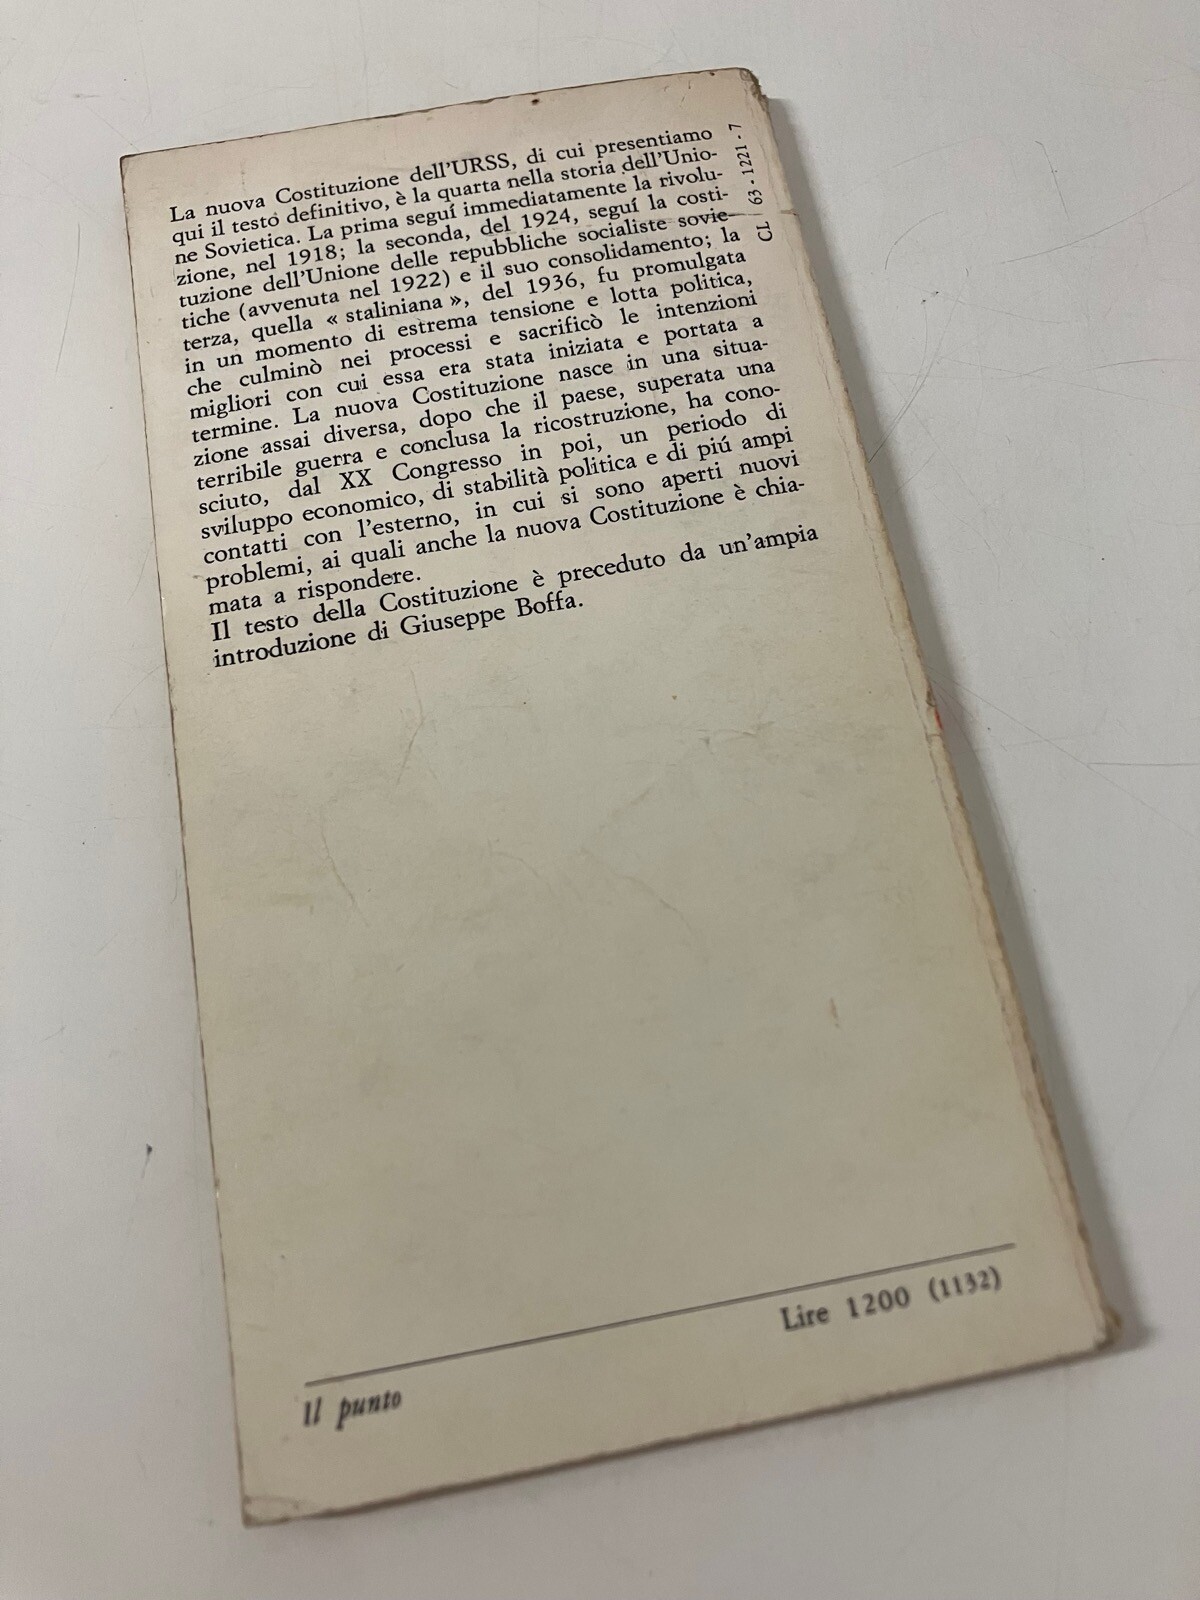 La nuova Costituzione dell'URSS, di cui presentiamo
qui il testo definitivo, è la quarta nella storia dell'Unio-
ne Sovietica. La prima seguí immediatamente la rivolu-
zione, nel 1918; la seconda, del 1924, seguí la costi-
tuzione dell'Unione delle repubbliche socialiste sovie-
tiche (avvenuta nel 1922) e il suo consolidamento; la
terza, quella « staliniana », del 1936, fu promulgata
in un momento di estrema tensione e lotta politica,
che culminò nei processi e sacrificò le intenzioni
migliori con cui essa era stata iniziata e portata a
termine. La nuova Costituzione nasce in una situa-
zione assai diversa, dopo che il paese, superata una
terribile guerra e conclusa la ricostruzione, ha cono-
sciuto, dal XX Congresso in poi, un periodo di
sviluppo economico, di stabilità politica e di piú ampi
contatti con l'esterno, in cui si sono aperti nuovi
problemi, ai quali anche la nuova Costituzione è chia-
mata a rispondere.
Il testo della Costituzione è preceduto da un'ampia
introduzione di Giuseppe Boffa.
CL 63 - 1221 - 7
Lire 1200 (1132)
Il punto